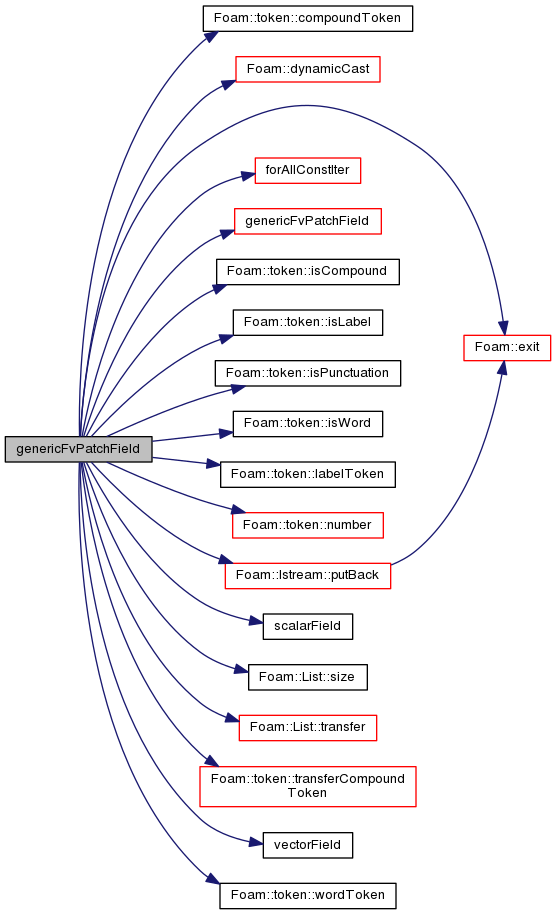 Foam::token::compoundToken
Foam::dynamicCast
forAllConstIter
genericFvPatchField
Foam::token::isCompound
Foam::token::isLabel
Foam::exit
Foam::token::isPunctuation
Foam::token::isWord
genericFvPatchField
Foam::token::labelToken
Foam::token::number
Foam::Istream::putBack
scalarField
Foam::List::size
Foam::List::transfer
Foam::token::transferCompound
Token
vectorField
Foam::token::wordToken